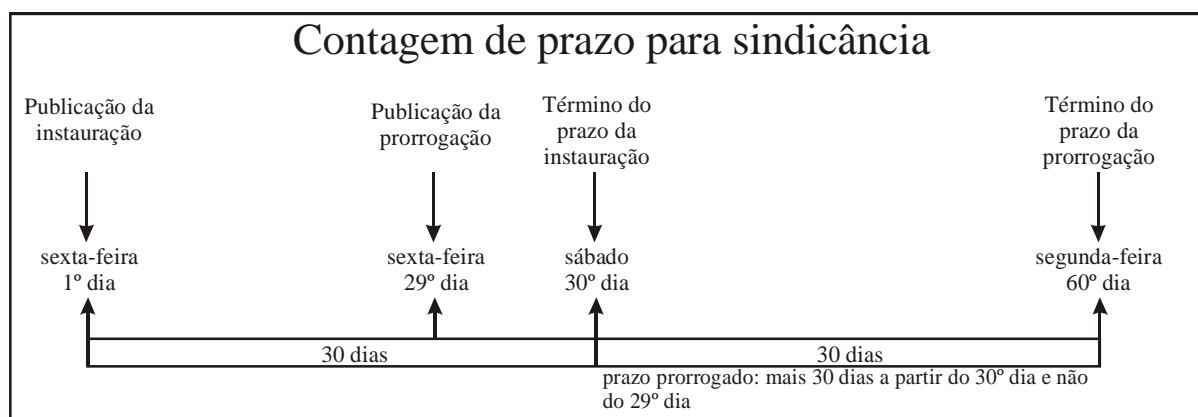 Contagem de prazo para sindicância
Publicação da
instauração
Publicação da
prorrogação
Término do
prazo da
instauração
Término do
prazo da
prorrogação
sexta-feira
1º dia
sexta-feira
29º dia
sábado
30º dia
segunda-feira
60º dia
30 dias
30 dias
prazo prorrogado: mais 30 dias a partir do 30º dia e não
do 29º dia